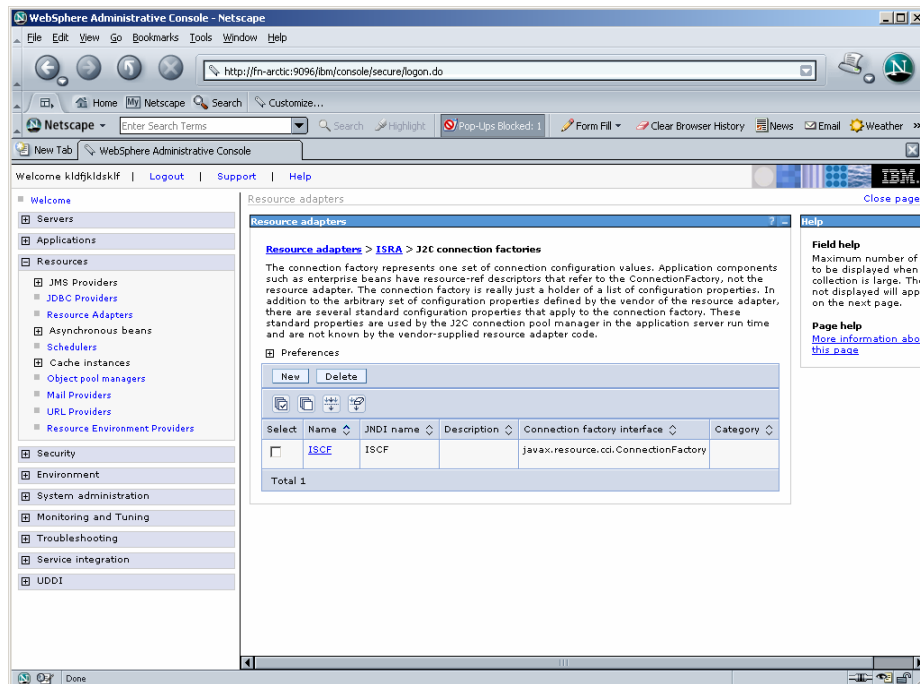 WebSphere Administrative Console - Netscape
File Edit View Go Bookmarks Tools Window Help
http://fn-arctic:9096/ibm/console/secure/logon.do
Home My Netscape Search Customize...
Netscape Enter Search Terms Search Highlight Pop-Ups Blocked: 1 Form Fill Clear Browser History News Email Weather »
New Tab WebSphere Administrative Console
Welcome kldfjkldsklf | Logout | Support | Help IBM.
Welcome
Servers
Applications
Resources
JMS Providers
JDBC Providers
Resource Adapters
Asynchronous beans
Schedulers
Cache instances
Object pool managers
Mail Providers
URL Providers
Resource Environment Providers
Security
Environment
System administration
Monitoring and Tuning
Troubleshooting
Service integration
UDDI
Resource adapters Close page
Resource adapters ? -
Resource adapters > ISRA > J2C connection factories
The connection factory represents one set of connection configuration values. Application components
such as enterprise beans have resource-ref descriptors that refer to the ConnectionFactory, not the
resource adapter. The connection factory is really just a holder of a list of configuration properties. In
addition to the arbitrary set of configuration properties defined by the vendor of the resource adapter,
there are several standard configuration properties that apply to the connection factory. These
standard properties are used by the J2C connection pool manager in the application server run time
and are not known by the vendor-supplied resource adapter code.
Preferences
New Delete
Select Name JNDI name Description Connection factory interface Category
ISCF ISCF javax.resource.cci.ConnectionFactory
Total 1
Help
Field help
Maximum number of
to be displayed when
collection is large. The
not displayed will app
on the next page.
Page help
More information abo
this page
Done